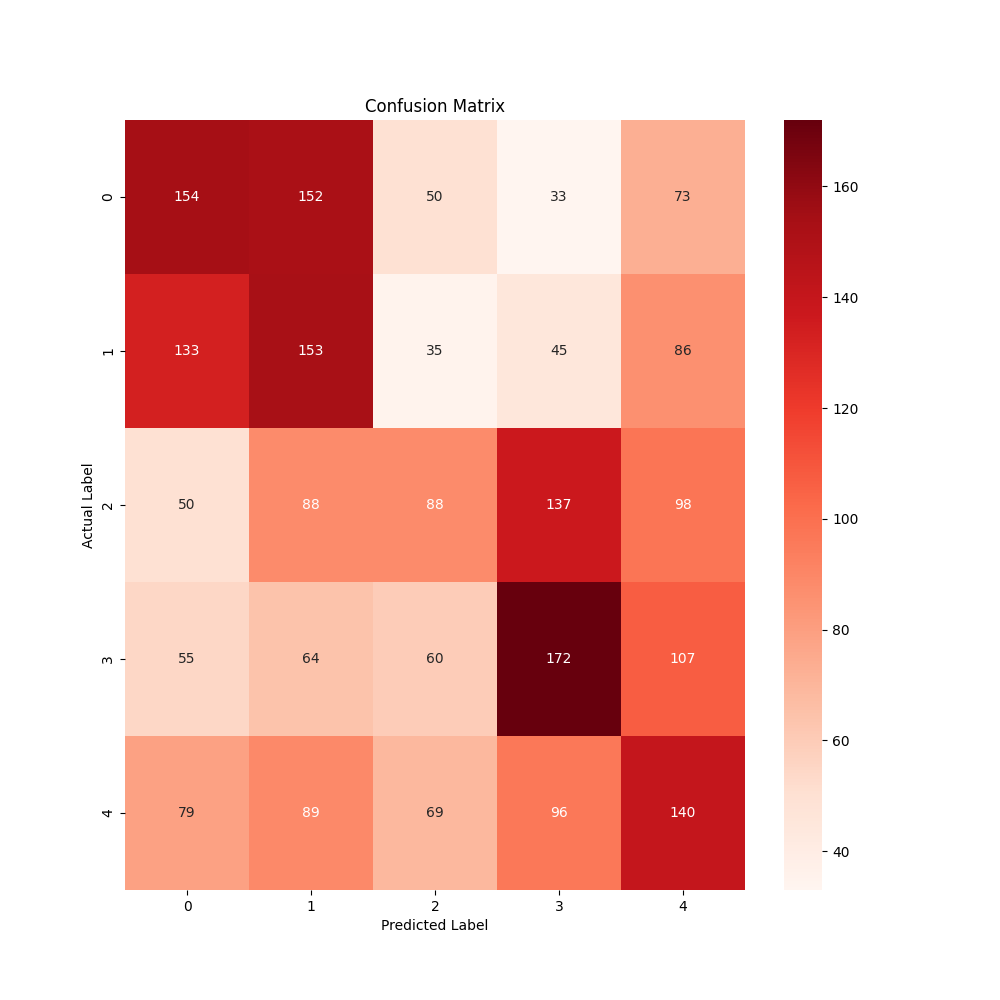 Confusion Matrix
0 154 152 50 33 73
1 133 153 35 45 86
2 50 88 88 137 98
3 55 64 60 172 107
4 79 89 69 96 140
0 1 2 3 4
Predicted Label
Actual Label
160
140
120
100
80
60
40